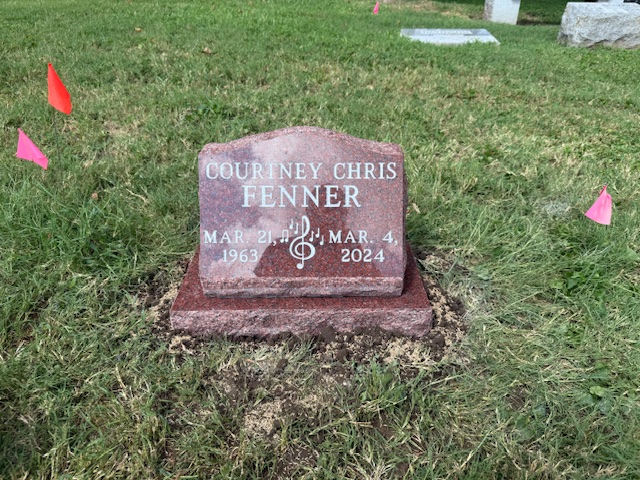 COURTNEY CHRIS
FENNER
MAR. 21, MAR. 4,
1963 2024